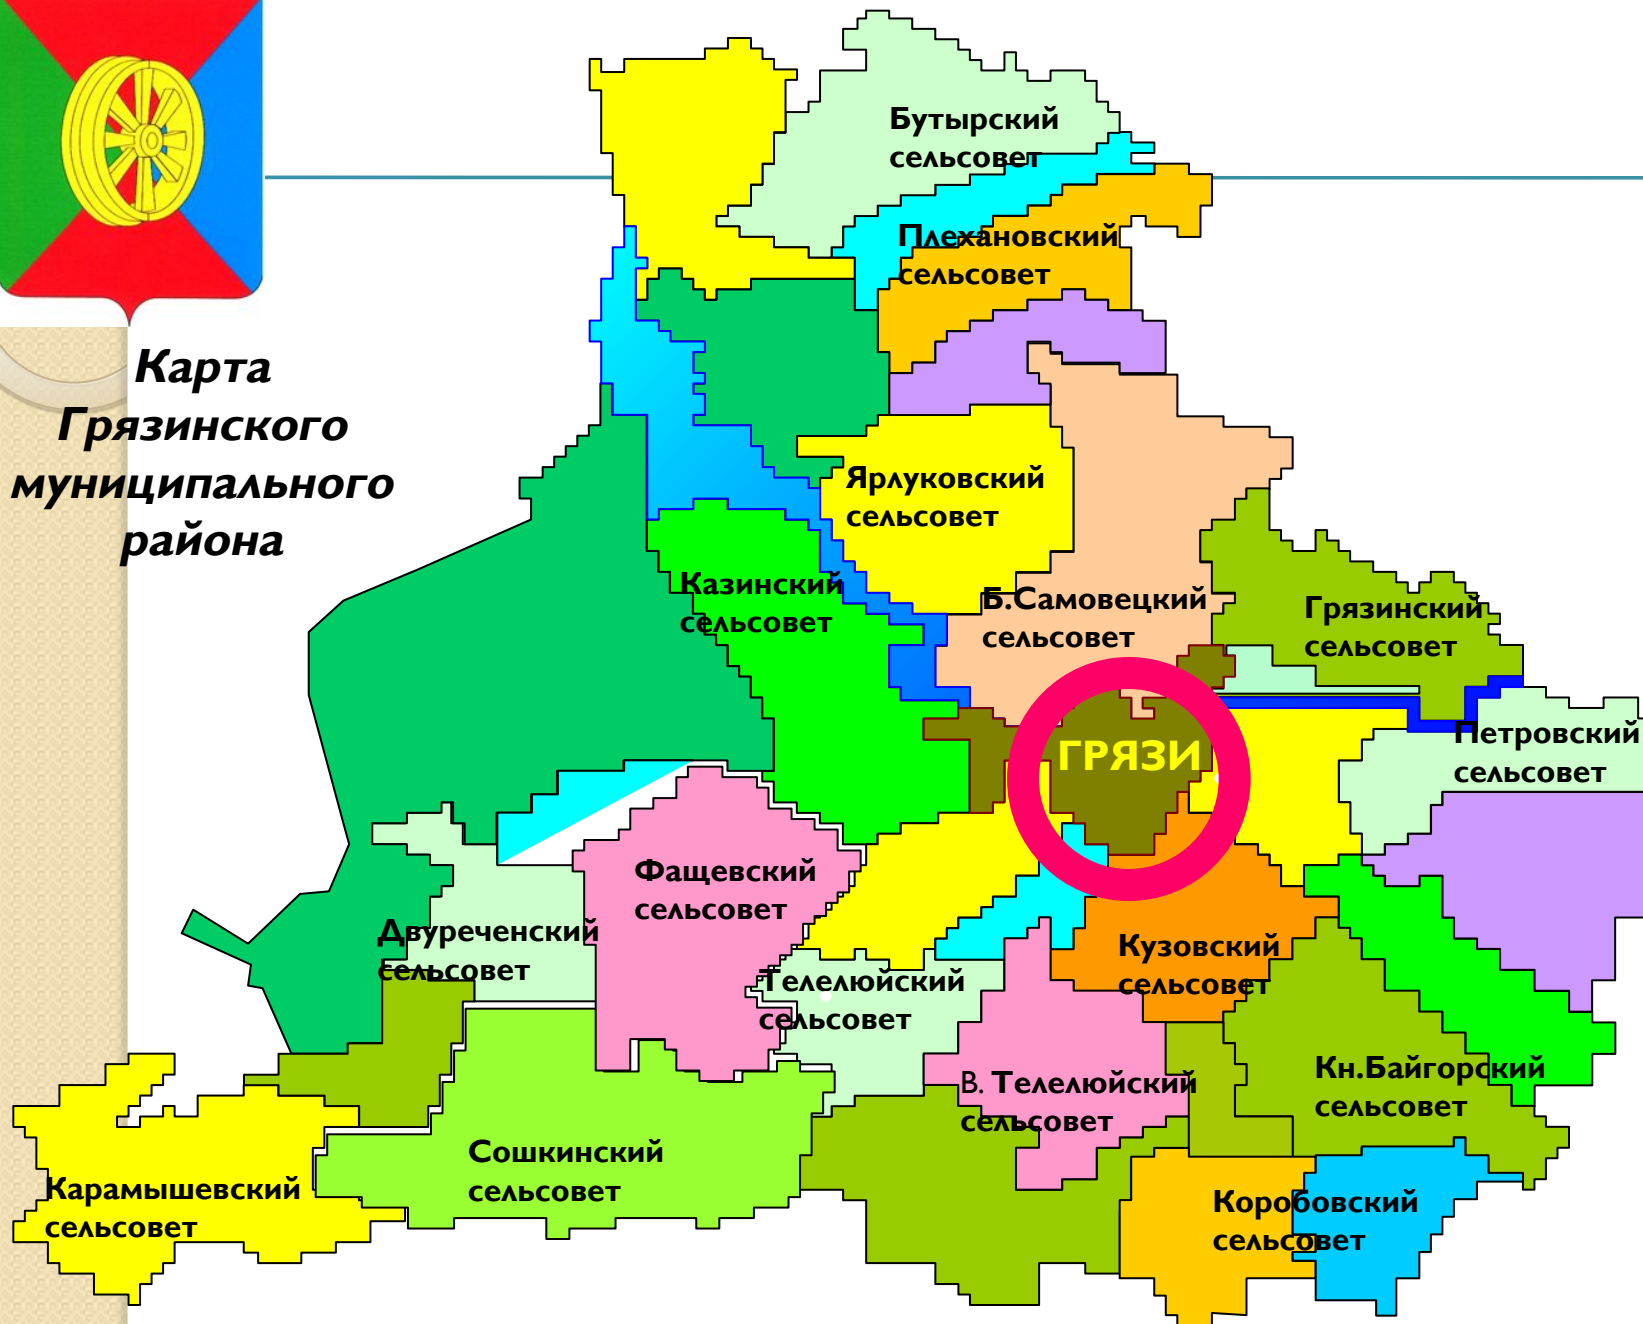 Карта
Грязинского
муниципального
района
Бутырский
сельсовет
Плехановский
сельсовет
Ярлуковский
сельсовет
Казинский
сельсовет
Б.Самовецкий
сельсовет
Грязинский
сельсовет
ГРЯЗИ
Петровский
сельсовет
Фащевский
сельсовет
Двуреченский
сельсовет
Кузовский
сельсовет
Телелюйский
сельсовет
В. Телелюйский
сельсовет
Кн.Байгорский
сельсовет
Сошкинский
сельсовет
Карамышевский
сельсовет
Коробовский
сельсовет